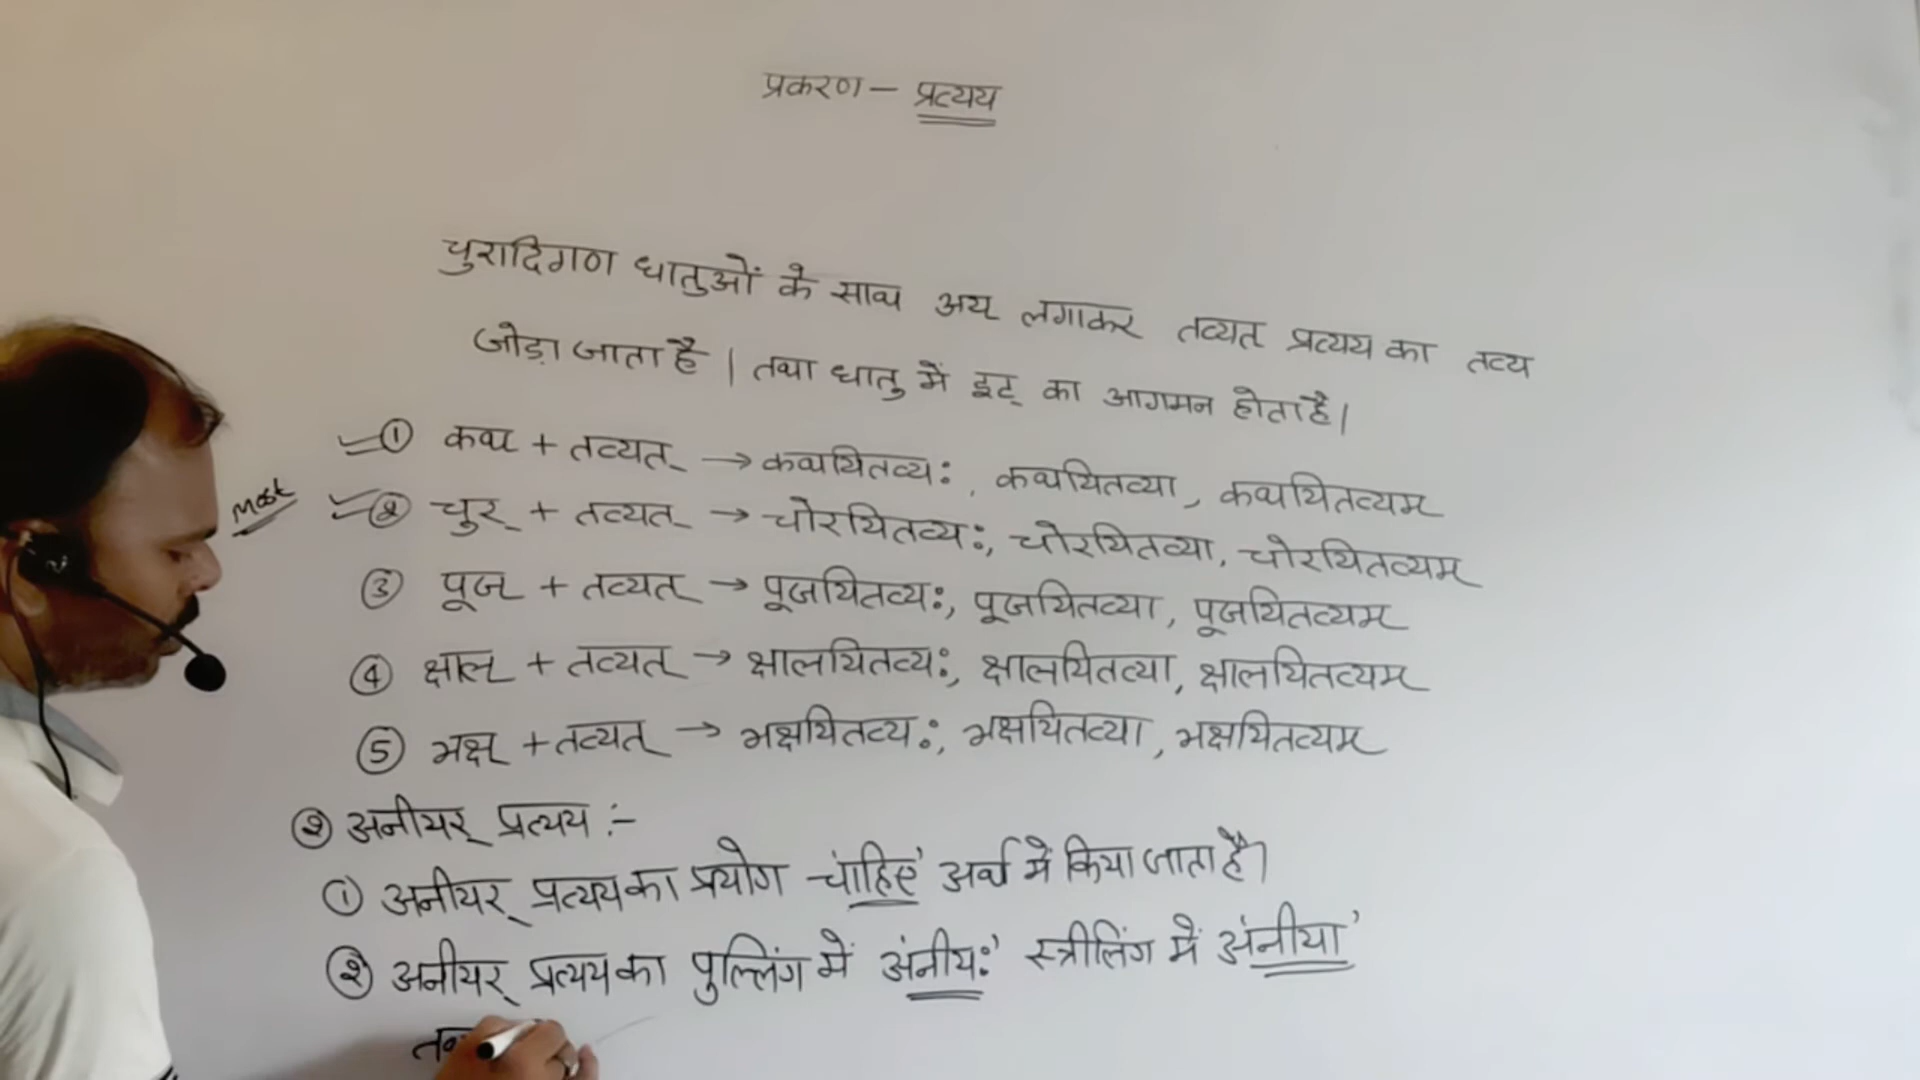 प्रकरण — प्रत्यय
चुरादिगण धातुओं के साथ अय् लगाकर तव्यत् प्रत्यय का तव्य
जोड़ा जाता है । तथा धातु में इट् का आगमन होता है।
① कथ् + तव्यत् → कथयितव्यः, कथयितव्या, कथयितव्यम्
Most
② चुर् + तव्यत् → चोरयितव्यः, चोरयितव्या, चोरयितव्यम्
③ पूज् + तव्यत् → पूजयितव्यः, पूजयितव्या, पूजयितव्यम्
④ क्षाल् + तव्यत् → क्षालयितव्यः, क्षालयितव्या, क्षालयितव्यम्
⑤ भक्ष् + तव्यत् → भक्षयितव्यः, भक्षयितव्या, भक्षयितव्यम्
② अनीयर् प्रत्यय :-
① अनीयर् प्रत्यय का प्रयोग 'चाहिए' अर्थ में किया जाता है।
② अनीयर् प्रत्यय का पुल्लिंग में 'अनीयः' स्त्रीलिंग में 'अनीया'